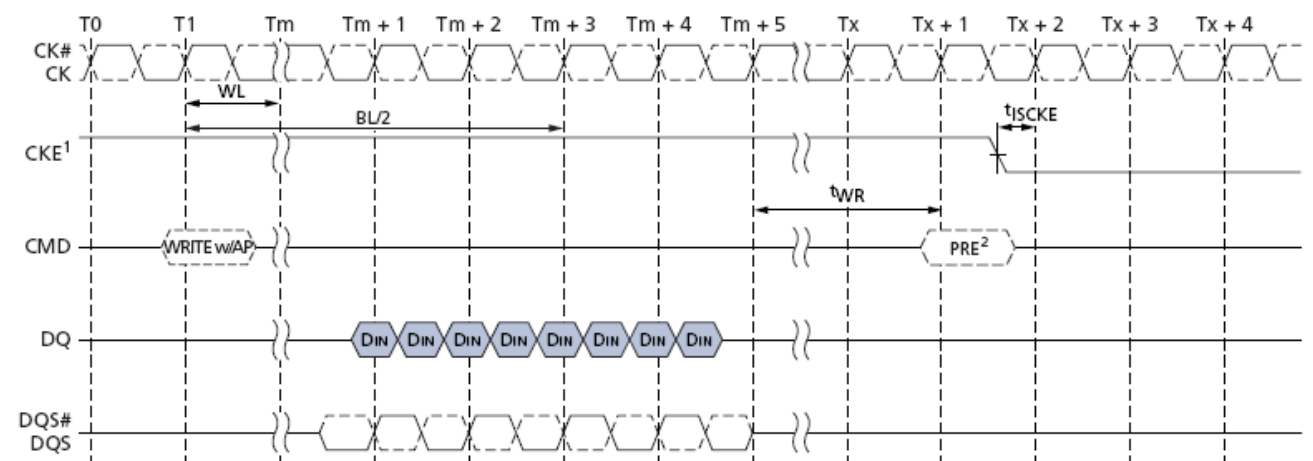 T0 T1 Tm Tm + 1 Tm + 2 Tm + 3 Tm + 4 Tm + 5 Tx Tx + 1 Tx + 2 Tx + 3 Tx + 4
CK#
CK
WL
BL/2
tISCKE
CKE1
tWR
CMD WRITE w/AP PRE2
DQ DIN DIN DIN DIN DIN DIN DIN DIN
DQS#
DQS